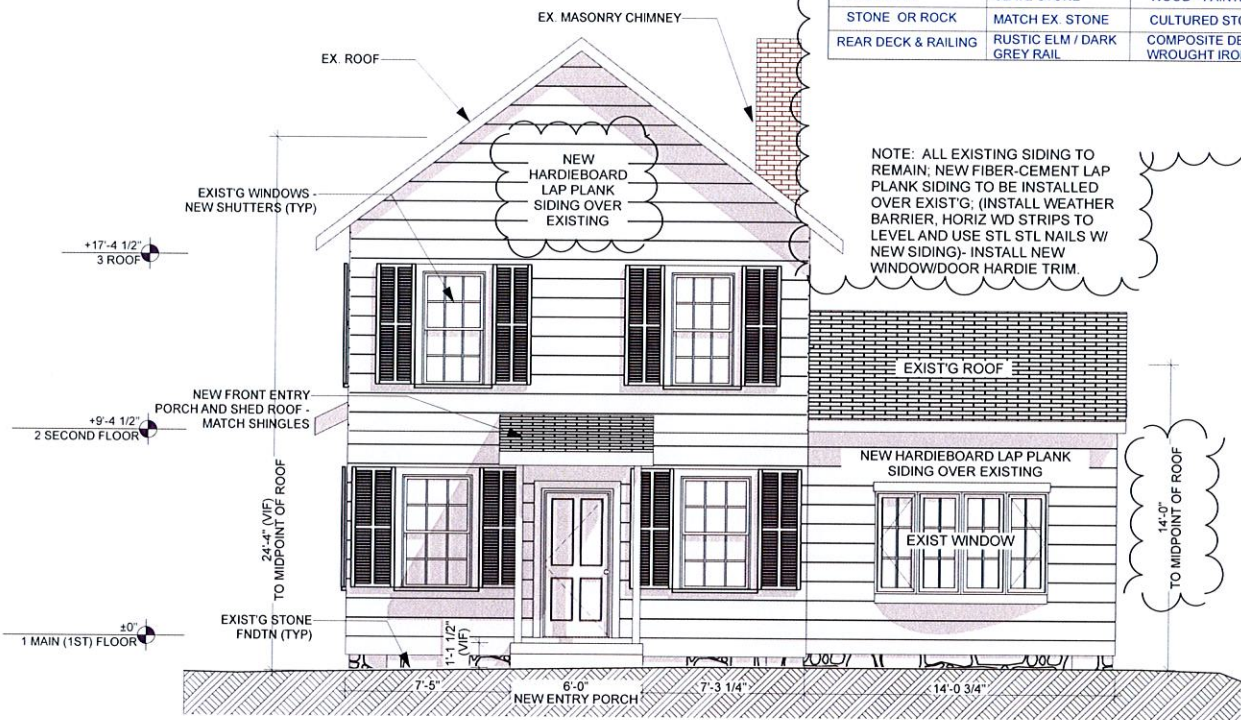 STONE OR ROCK
MATCH EX. STONE
REAR DECK & RAILING
RUSTIC ELM / DARK
GREY RAIL
EX. MASONRY CHIMNEY
EX. ROOF
NEW
HARDIEBOARD
LAP PLANK
SIDING OVER
EXISTING
NOTE: ALL EXISTING SIDING TO
REMAIN; NEW FIBER-CEMENT LAP
PLANK SIDING TO BE INSTALLED
OVER EXIST'G; (INSTALL WEATHER
BARRIER, HORIZ WD STRIPS TO
LEVEL AND USE STL STL NAILS W/
NEW SIDING)- INSTALL NEW
WINDOW/DOOR HARDIE TRIM.
EXIST'G WINDOWS -
NEW SHUTTERS (TYP)
+17'-4 1/2"
3 ROOF
EXIST'G ROOF
NEW FRONT ENTRY
PORCH AND SHED ROOF -
MATCH SHINGLES
+9'-4 1/2"
2 SECOND FLOOR
24'-4" (VIF)
TO MIDPOINT OF ROOF
NEW HARDIEBOARD LAP PLANK
SIDING OVER EXISTING
EXIST WINDOW
14'-0"
TO MIDPOINT OF ROOF
EXIST'G STONE
FNDTN (TYP)
±0"
1 MAIN (1ST) FLOOR
1'-1 1/2"
(VIF)
7'-5"
6'-0"
NEW ENTRY PORCH
7'-3 1/4"
14'-0 3/4"